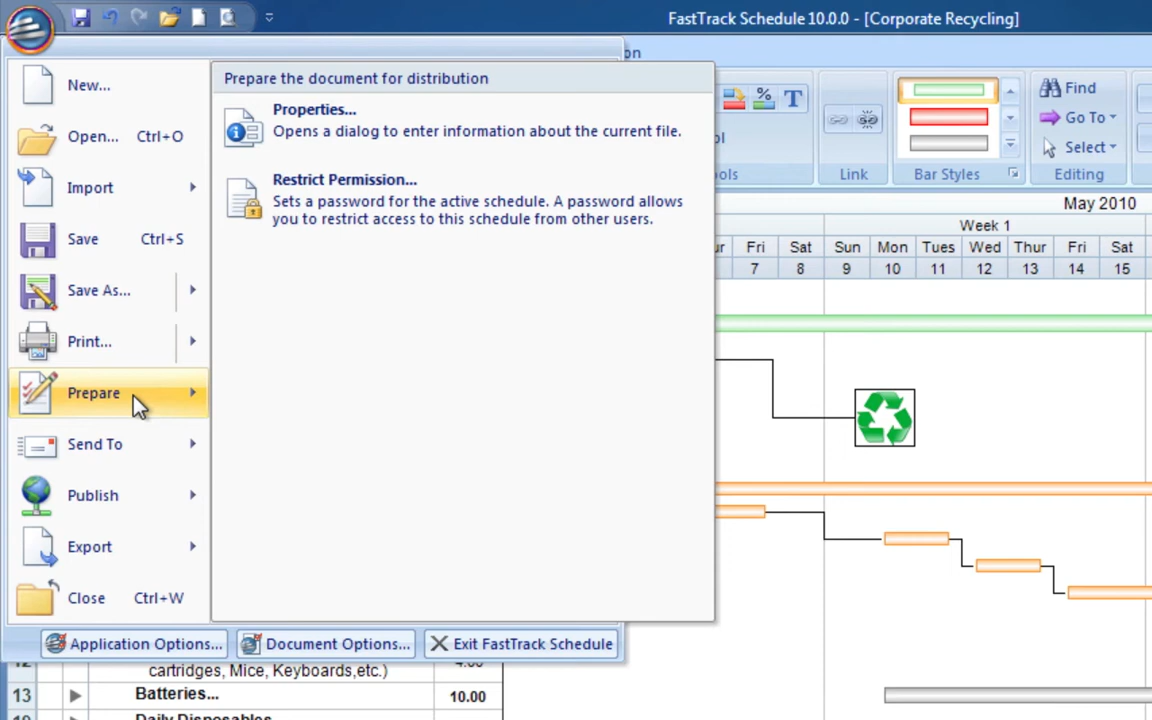 FastTrack Schedule 10.0.0 - [Corporate Recycling]
on
New...
Open... Ctrl+O
Import
Save Ctrl+S
Save As...
Print...
Prepare
Send To
Publish
Export
Close Ctrl+W
Prepare the document for distribution
Properties...
Opens a dialog to enter information about the current file.
Restrict Permission...
Sets a password for the active schedule. A password allows
you to restrict access to this schedule from other users.
Application Options... Document Options... Exit FastTrack Schedule
% T
Find
Go To
Select
ols Link Bar Styles Editing
May 2010
Week 1
ur Fri Sat Sun Mon Tues Wed Thur Fri Sat
7 8 9 10 11 12 13 14 15
cartridges, Mice, Keyboards,etc.)
13 Batteries... 10.00
Daily Disposables